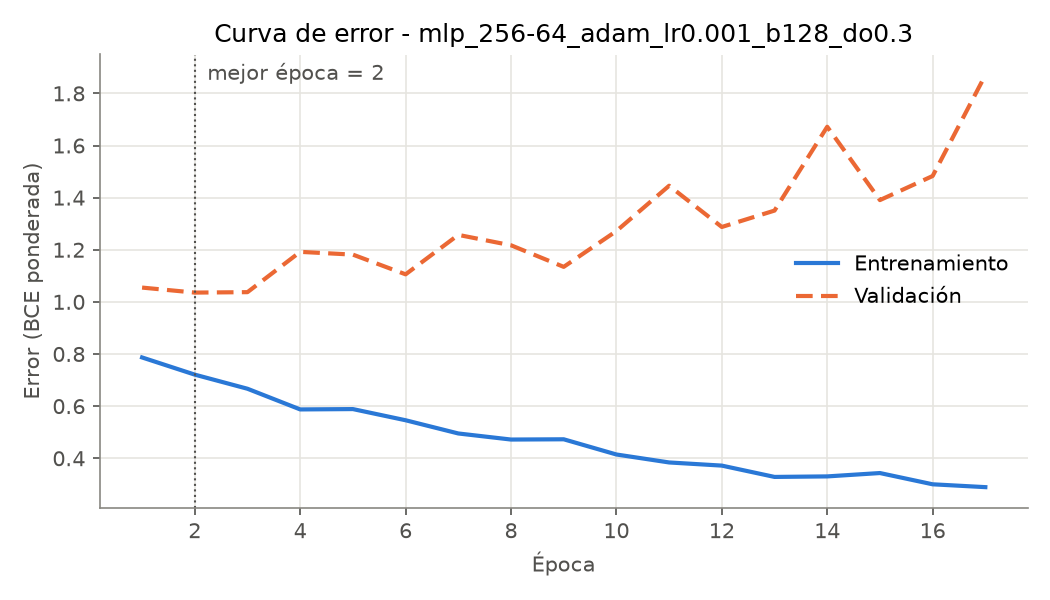 Curva de error - mlp_256-64_adam_lr0.001_b128_do0.3
mejor época = 2
1.8
1.6
1.4
1.2
1.0
0.8
0.6
0.4
Error (BCE ponderada)
Entrenamiento
Validación
2 4 6 8 10 12 14 16
Época